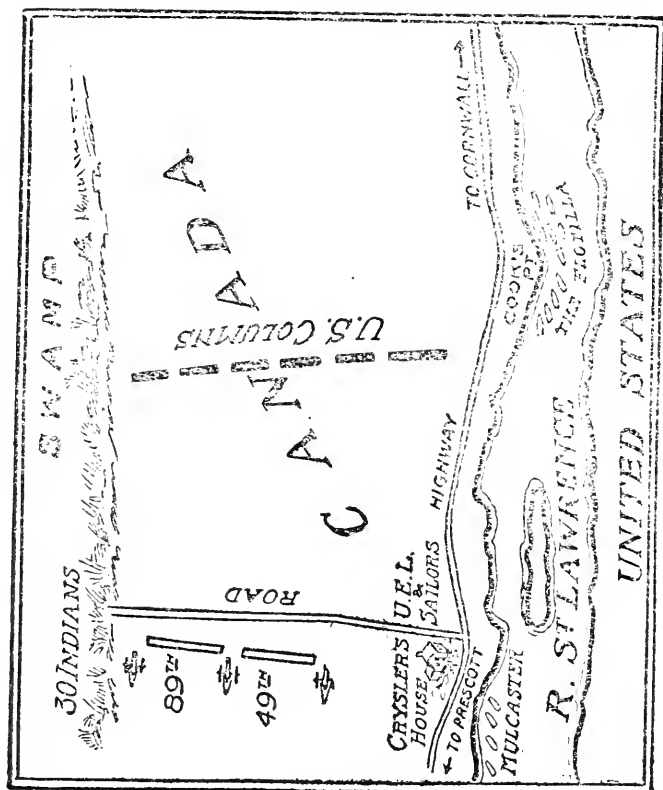 SWAMP
30 INDIANS
89TH
49TH
ROAD
CANADA
U.S. COLUMNS
CRYSLER'S
HOUSE
U.E.L.
&
SAILORS
HIGHWAY
← TO PRESCOTT
TO CORNWALL →
COOK'S
PT.
THE FLOTILLA
MULCASTER
R. ST LAWRENCE
UNITED STATES